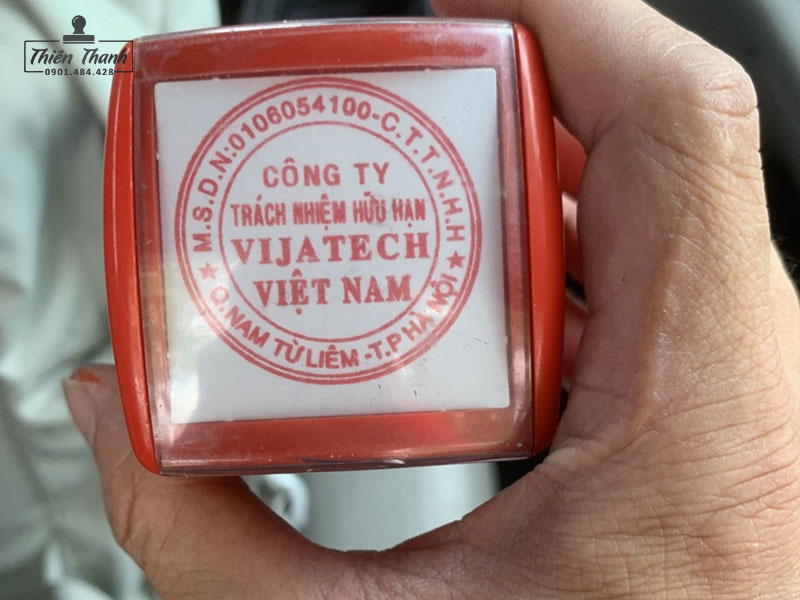 Thiên Thanh
0901.484.428
M.S.D.N:0106054100-C.T.T.N.H.H
CÔNG TY
TRÁCH NHIỆM HỮU HẠN
VIJATECH
VIỆT NAM
★ Q.NAM TỪ LIÊM -T.P HÀ NỘI ★